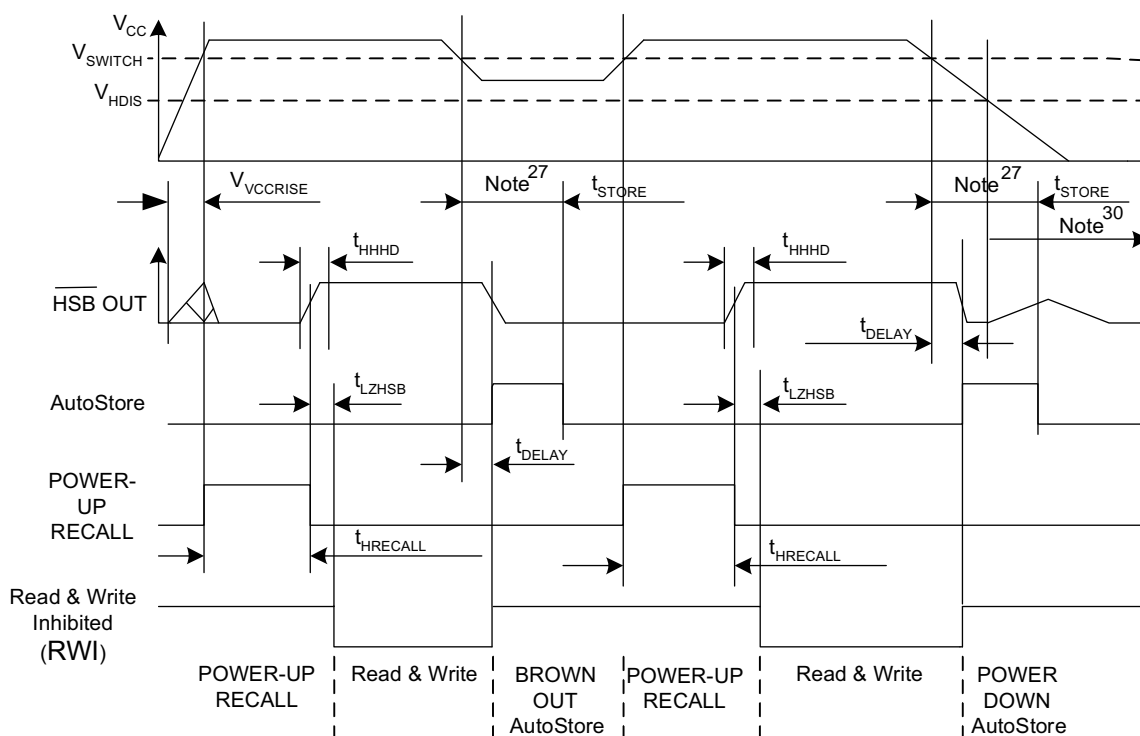 VCC
VSWITCH
VHDIS
VVCCRISE
Note27
tSTORE
Note27
tSTORE
Note30
tHHHD
tHHHD
HSB OUT
tDELAY
tLZHSB
tLZHSB
AutoStore
tDELAY
POWER-
UP
RECALL
tHRECALL
tHRECALL
Read & Write
Inhibited
(RWI)
POWER-UP
RECALL
Read & Write
BROWN
OUT
AutoStore
POWER-UP
RECALL
Read & Write
POWER
DOWN
AutoStore